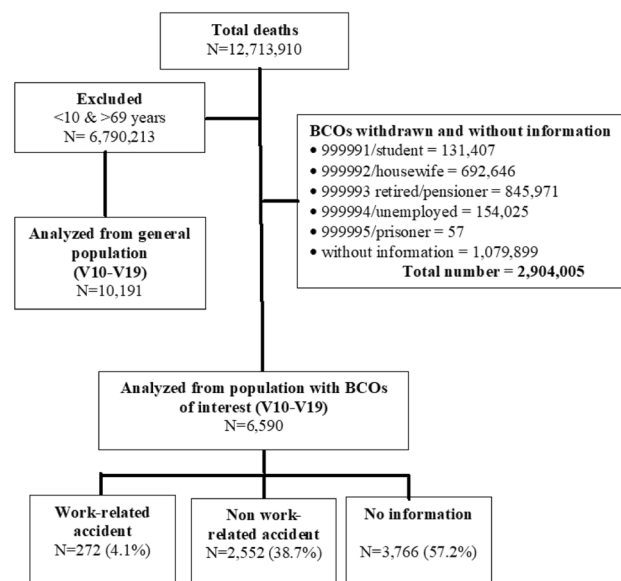 Total deaths
N=12,713,910
Excluded
<10 & >69 years
N= 6,790,213
BCOs withdrawn and without information
• 999991/student = 131,407
• 999992/housewife = 692,646
• 999993 retired/pensioner = 845,971
• 999994/unemployed = 154,025
• 999995/prisoner = 57
• without information = 1,079,899
Total number = 2,904,005
Analyzed from general
population
(V10-V19)
N=10,191
Analyzed from population with BCOs
of interest (V10-V19)
N=6,590
Work-related
accident
N=272 (4.1%)
Non work-
related accident
N=2,552 (38.7%)
No information
N=3,766 (57.2%)